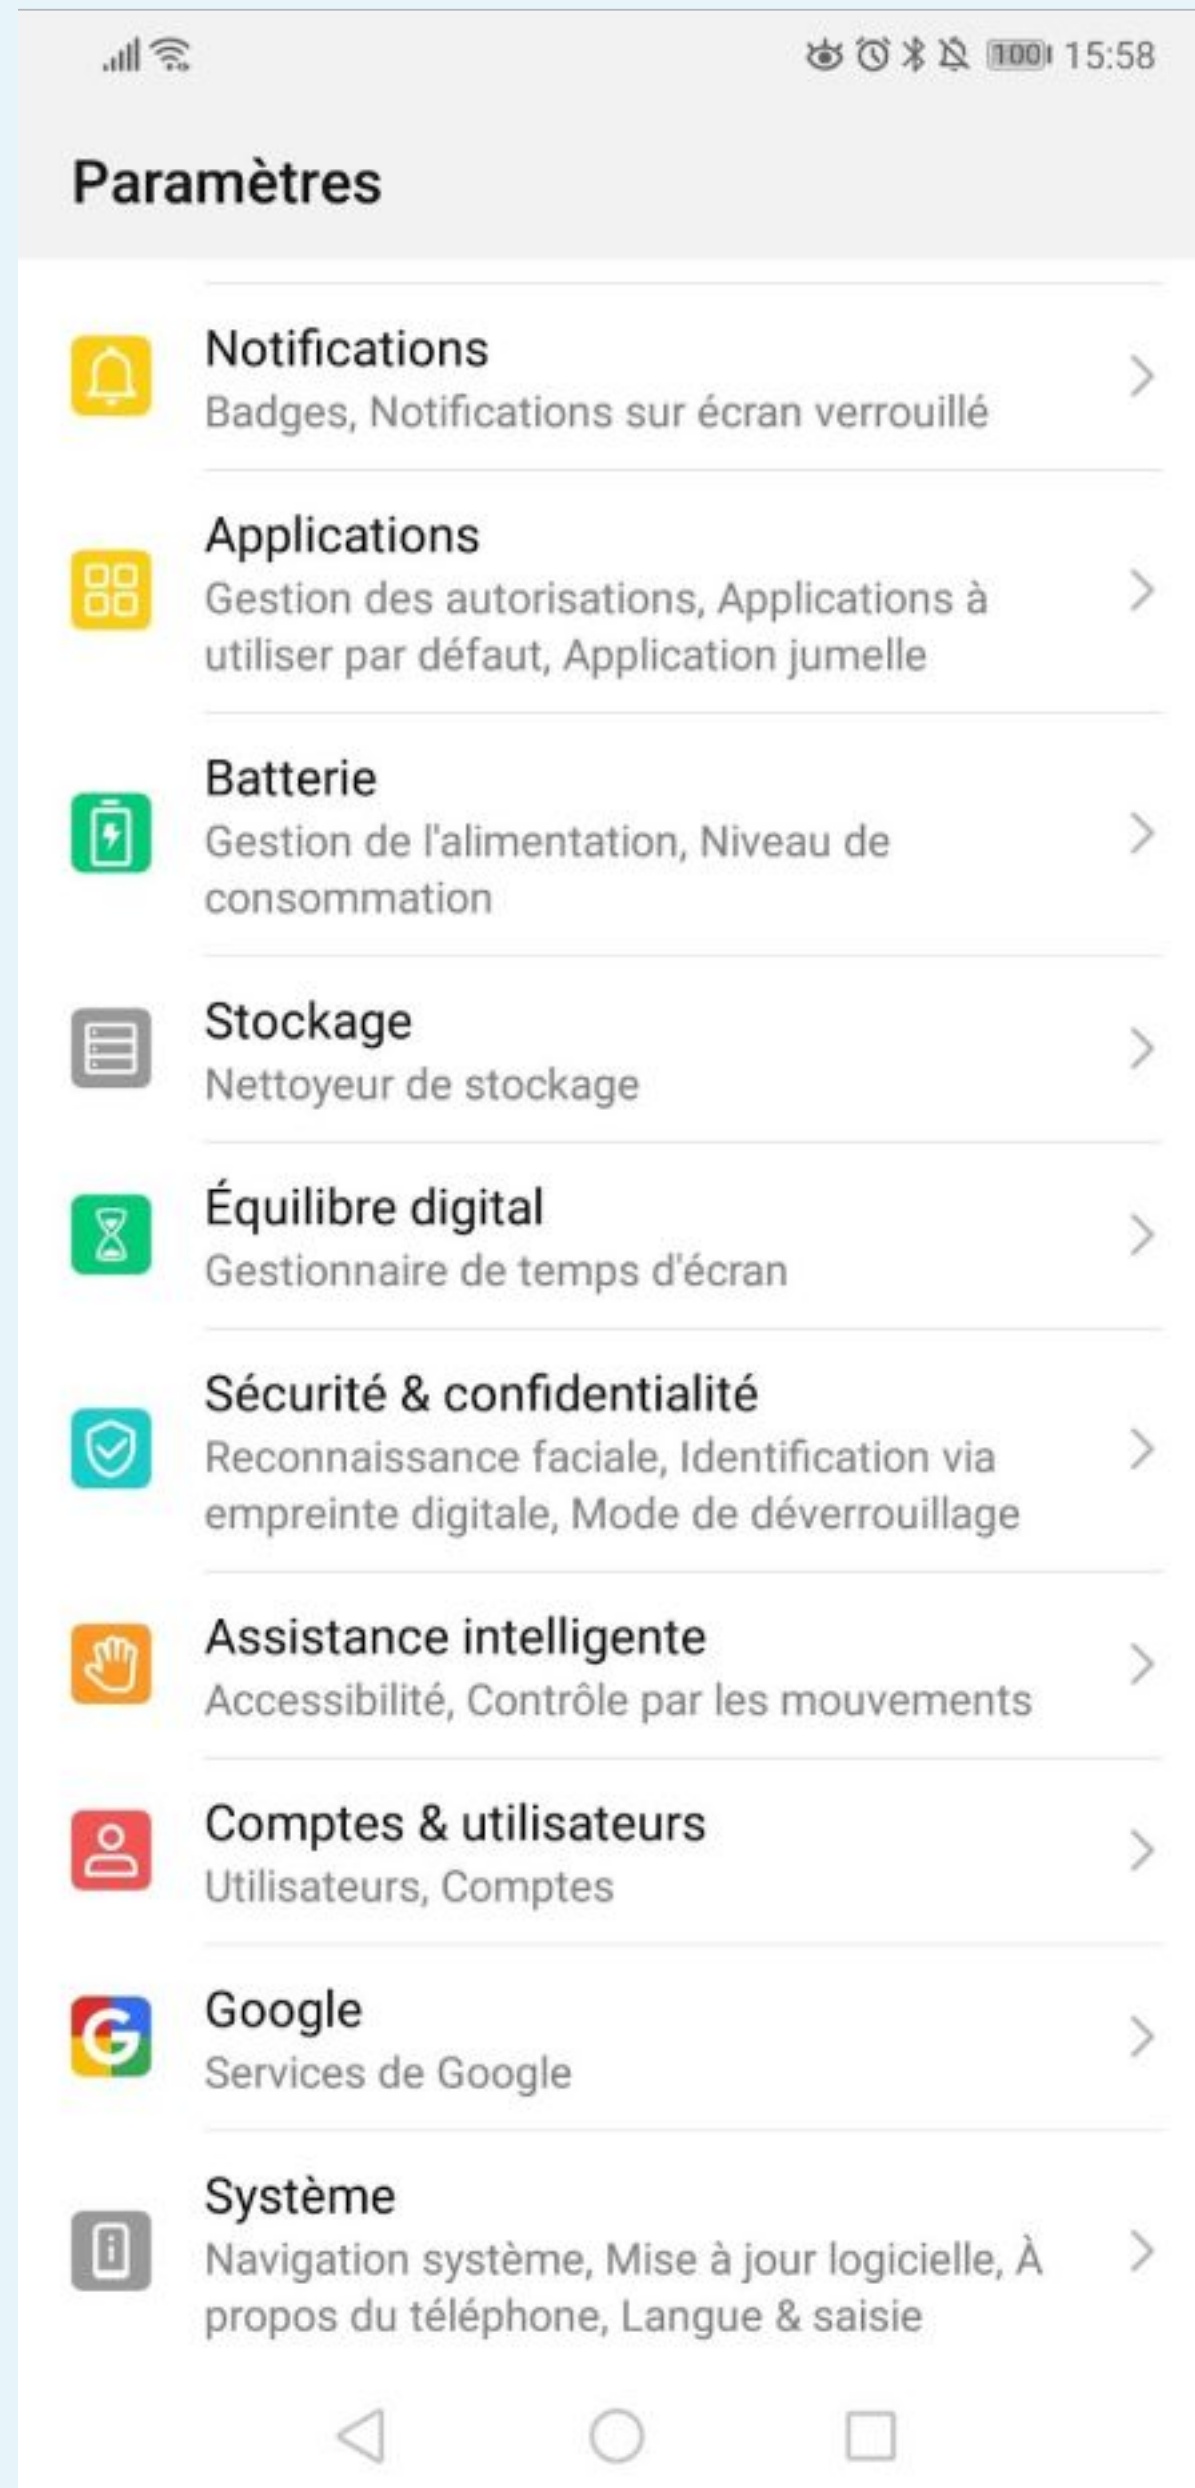 100 15:58
Paramètres
Notifications
Badges, Notifications sur écran verrouillé
Applications
Gestion des autorisations, Applications à
utiliser par défaut, Application jumelle
Batterie
Gestion de l'alimentation, Niveau de
consommation
Stockage
Nettoyeur de stockage
Équilibre digital
Gestionnaire de temps d'écran
Sécurité & confidentialité
Reconnaissance faciale, Identification via
empreinte digitale, Mode de déverrouillage
Assistance intelligente
Accessibilité, Contrôle par les mouvements
Comptes & utilisateurs
Utilisateurs, Comptes
G
Google
Services de Google
Système
Navigation système, Mise à jour logicielle, À
propos du téléphone, Langue & saisie